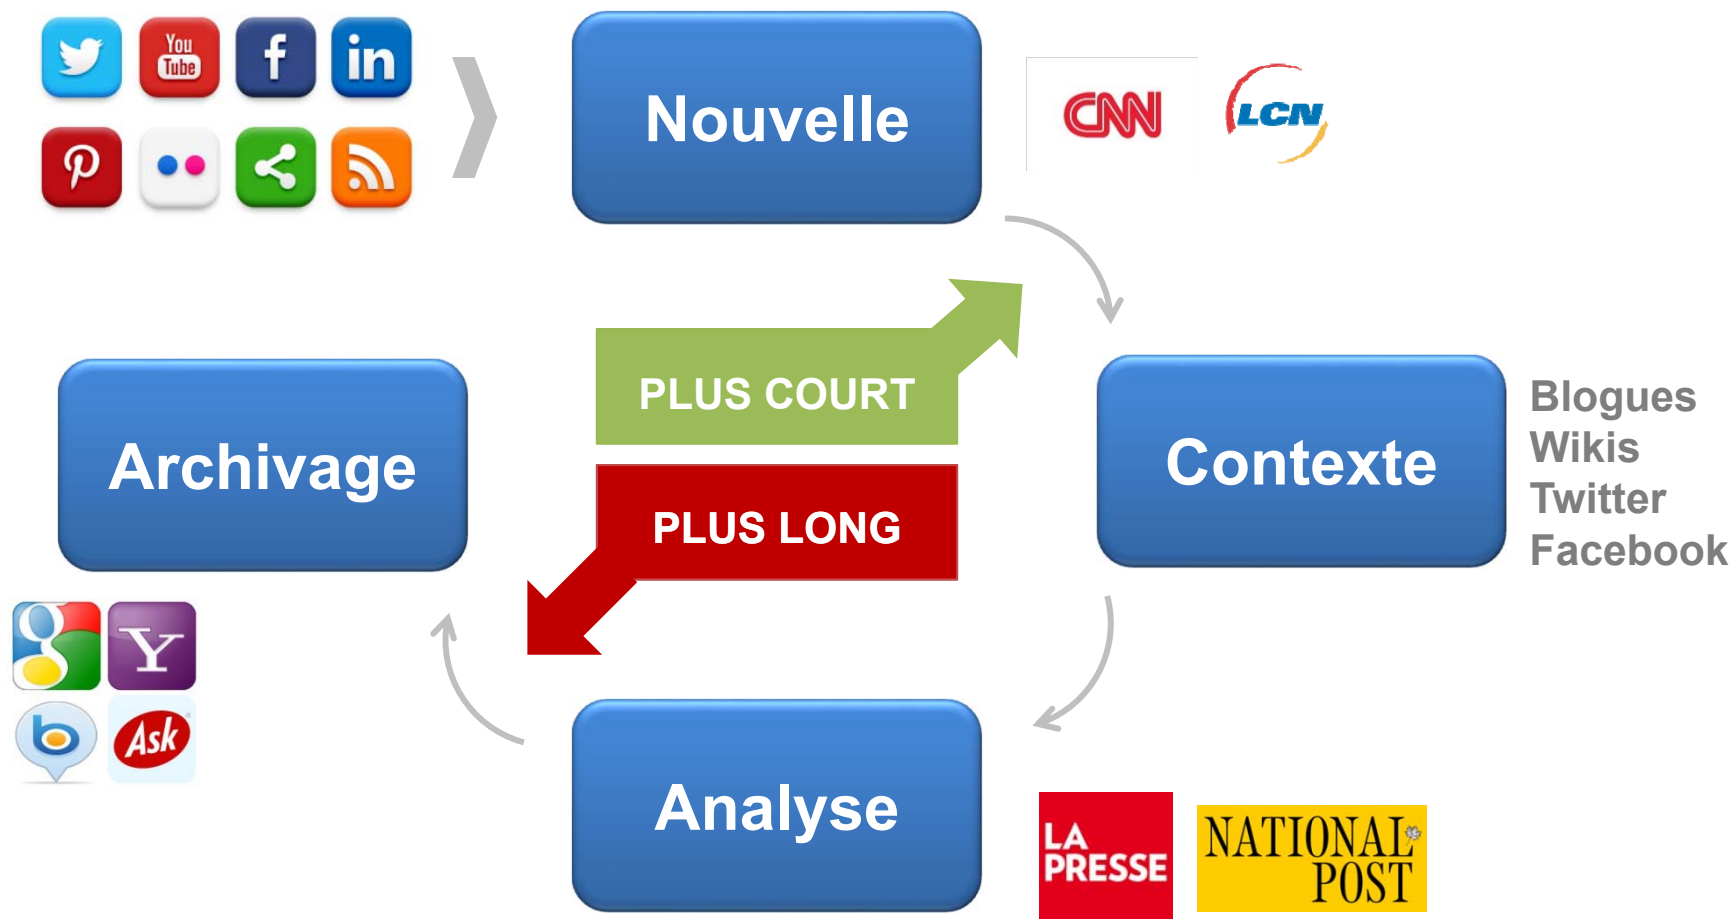 You
Tube
f
in
Nouvelle
CNN
LCN
PLUS COURT
Archivage
Contexte
Blogues
Wikis
Twitter
Facebook
PLUS LONG
g
Y
b
Ask
Analyse
LA
PRESSE
NATIONAL
POST